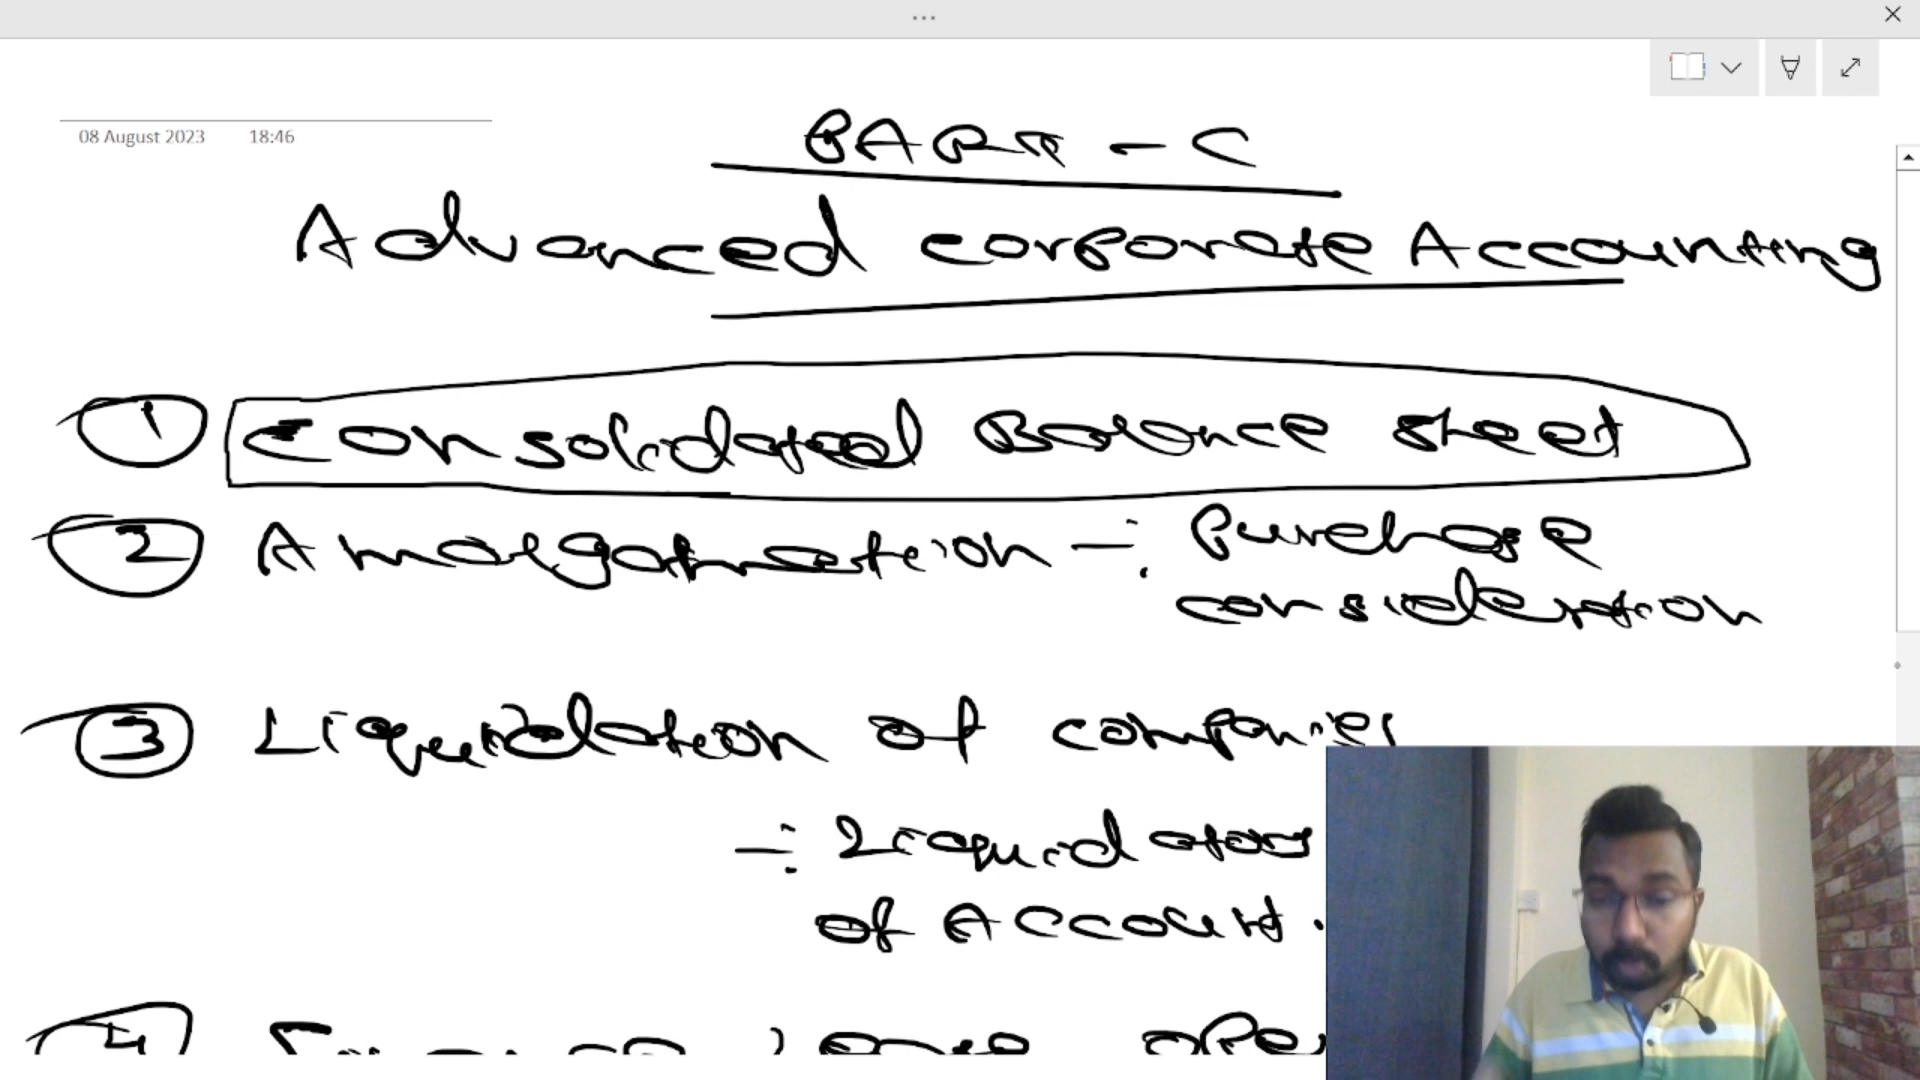 08 August 2023 18:46
PART - C
Advanced corporate Accounting
1 Consolidated Balance sheet
2 Amalgamation -: Purchase
consideration
3 Liquidation of companies
-: Liquidators
of Account.
4